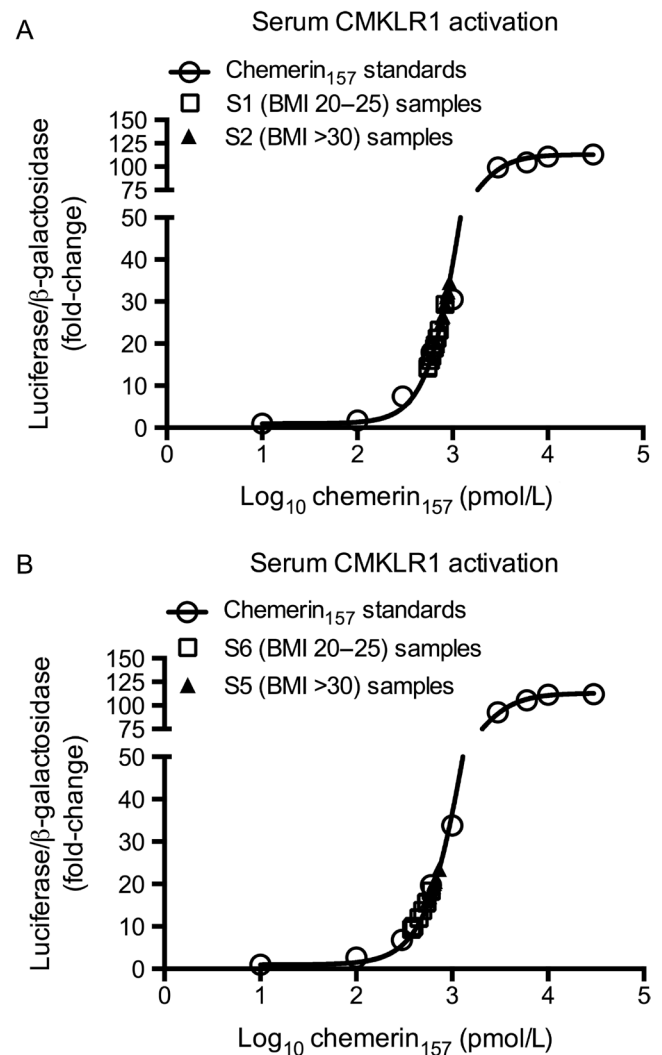 A
Serum CMKLR1 activation
Chemerin157 standards
S1 (BMI 20–25) samples
S2 (BMI >30) samples
Luciferase/β-galactosidase
(fold-change)
150
125
100
75
50
40
30
20
10
0
0 1 2 3 4 5
Log10 chemerin157 (pmol/L)
B
Serum CMKLR1 activation
Chemerin157 standards
S6 (BMI 20–25) samples
S5 (BMI >30) samples
Luciferase/β-galactosidase
(fold-change)
150
125
100
75
50
40
30
20
10
0
0 1 2 3 4 5
Log10 chemerin157 (pmol/L)